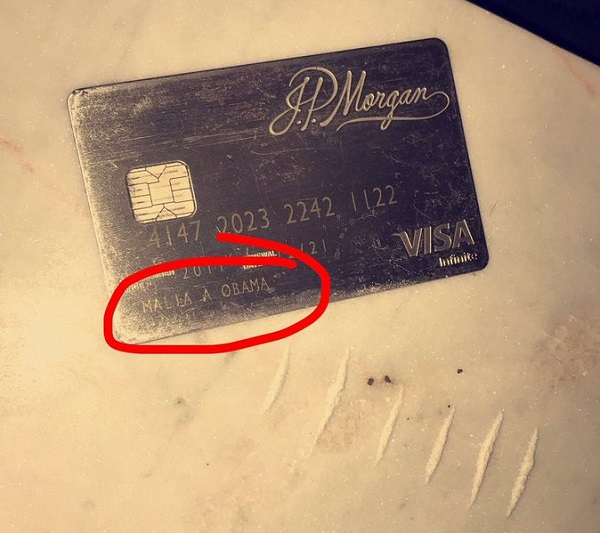 J.P. Morgan
4147 2023 2242 1122
VISA
Infinite
MALIA A OBAMA